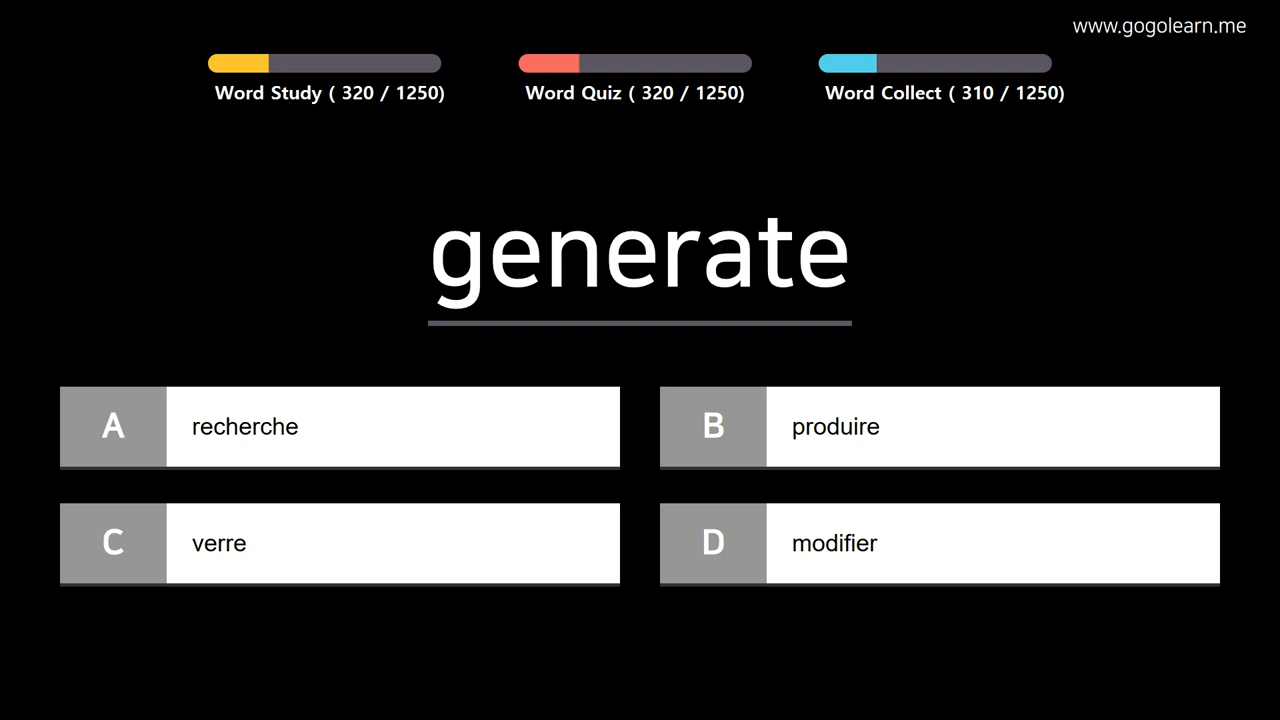 www.gogolearn.me
Word Study ( 320 / 1250)
Word Quiz ( 320 / 1250)
Word Collect ( 310 / 1250)
generate
A
recherche
B
produire
C
verre
D
modifier